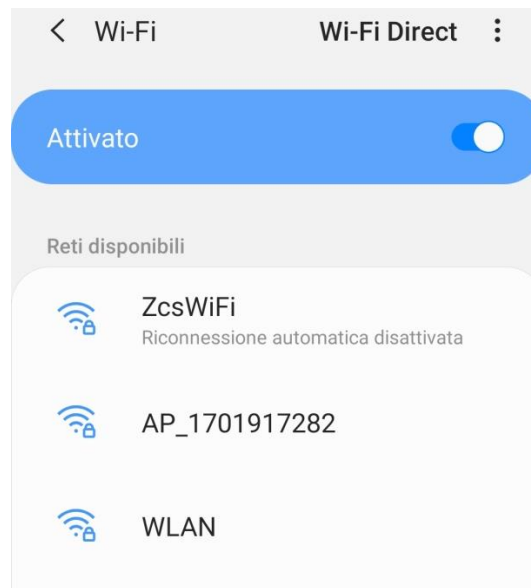 Wi-Fi Wi-Fi Direct
Attivato
Reti disponibili
ZcsWiFi
Riconnessione automatica disattivata
AP_1701917282
WLAN